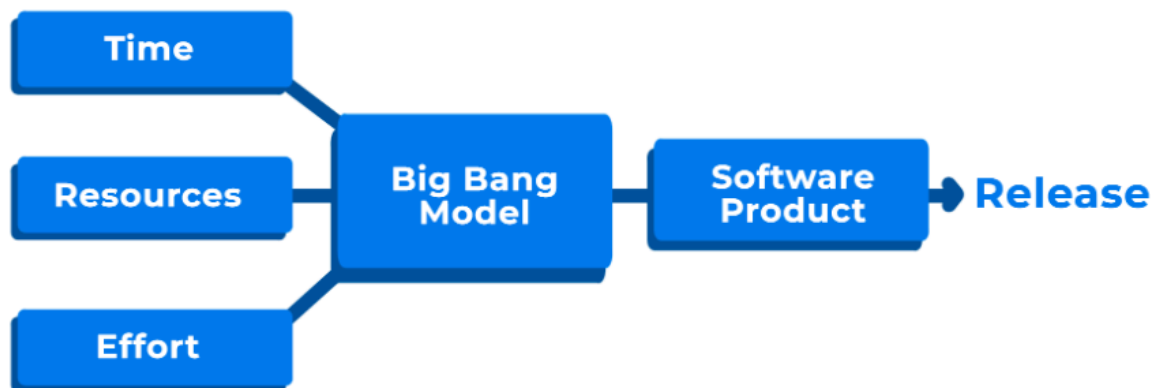 Time
Resources
Effort
Big Bang
Model
Software
Product
Release